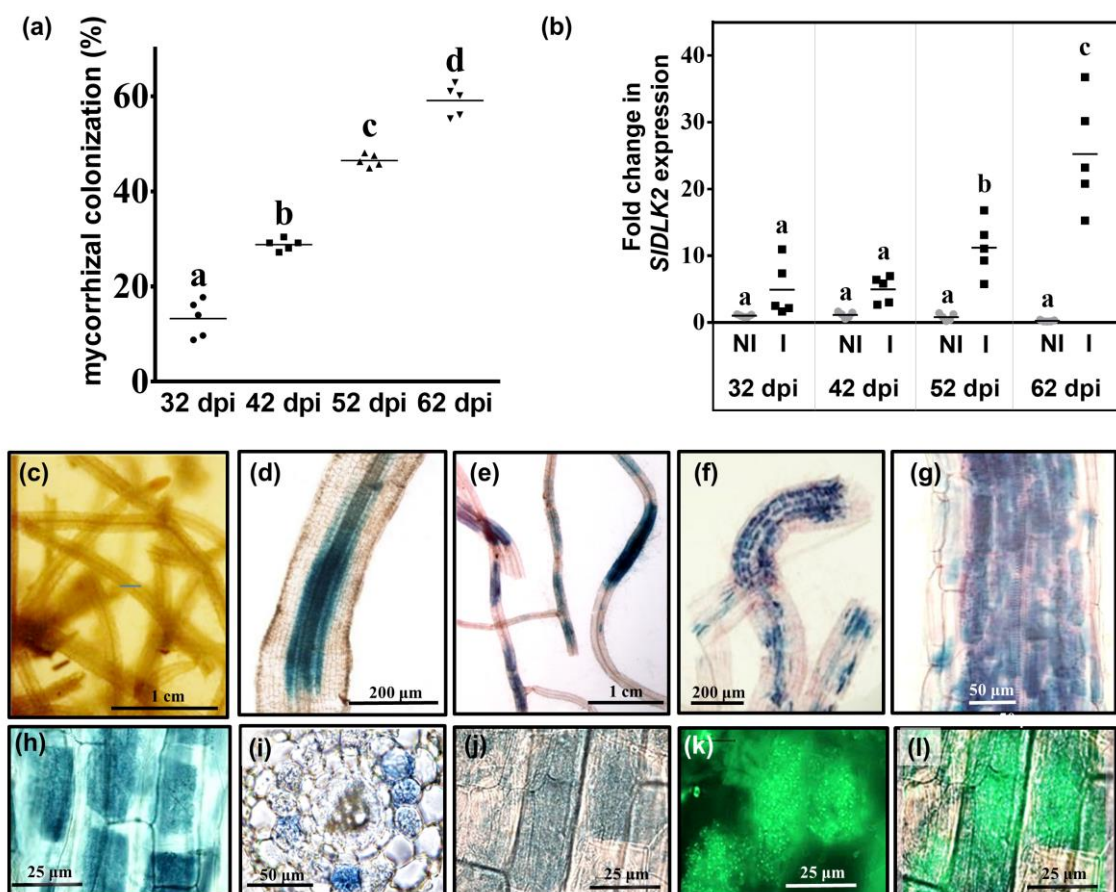 (a)
mycorrhizal colonization (%)
60
40
20
0
a
b
c
d
32 dpi 42 dpi 52 dpi 62 dpi
(b)
Fold change in
SlDLK2 expression
40
30
20
10
0
a
a
a
a
a
b
a
c
NI I NI I NI I NI I
32 dpi 42 dpi 52 dpi 62 dpi
(c)
1 cm
(d)
200 µm
(e)
1 cm
(f)
200 µm
(g)
50 µm
(h)
25 µm
(i)
50 µm
(j)
25 µm
(k)
25 µm
(l)
25 µm